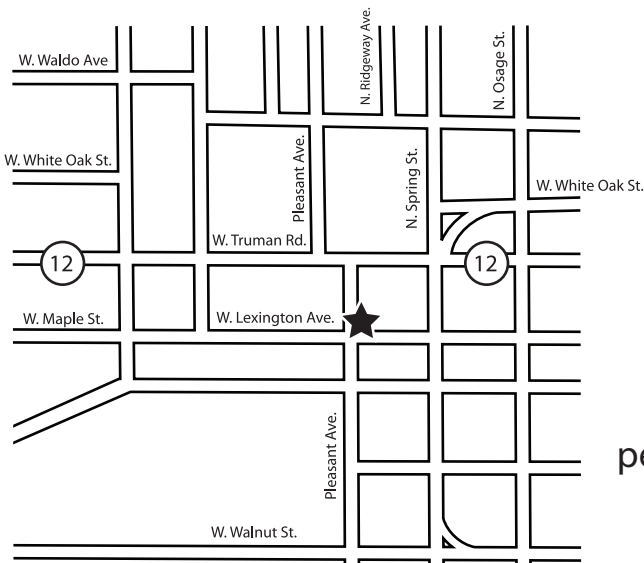 W. Waldo Ave
N. Ridgeway Ave.
N. Osage St.
W. White Oak St.
Pleasant Ave.
N. Spring St.
W. White Oak St.
W. Truman Rd.
12
12
W. Maple St.
W. Lexington Ave.
Pleasant Ave.
pe
W. Walnut St.